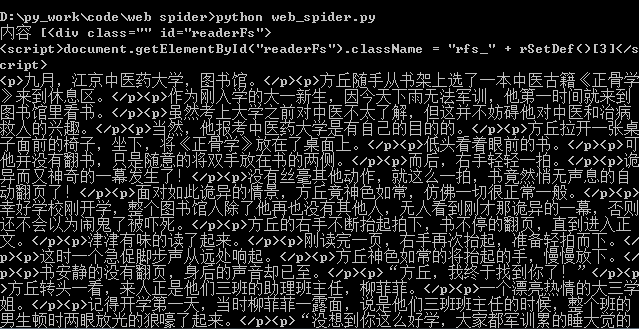 D:\py_work\code\web spider>python web_spider.py
内容 [<div class="" id="readerFs">
<script>document.getElementById("readerFs").className = "rfs_" + rSetDef()[3]</s
cript>
<p>九月，江京中医药大学，图书馆。</p><p>方丘随手从书架上选了一本中医古籍《正骨学
》来到休息区。</p><p>作为刚入学的大一新生，因今天下雨无法军训，他第一时间就来到
图书馆里看书。</p><p>虽然考上大学之前对中医不太了解，但这并不妨碍他对中医和治病
救人的兴趣。</p><p>当然，他报考中医药大学是有自己的目的的。</p><p>方丘拉开一张桌
子面前的椅子，坐下，将《正骨学》放在了桌面上。</p><p>低头看着眼前的书。</p><p>可
他并没有翻书，只是随意的将双手放在书的两侧。</p><p>而后，右手轻轻一拍。</p><p>诡
异而又神奇的一幕发生了！</p><p>没有丝毫其他动作，就这么一拍，书竟然悄无声息的自
动翻页了！</p><p>面对如此诡异的情景，方丘竟神色如常，仿佛一切很正常一般。</p><p>
幸好学校刚开学，整个图书馆人除了他再也没有其他人，无人看到刚才那诡异的一幕，否则
还不会以为闹鬼了被吓死。</p><p>方丘的右手不断抬起拍下，书不停的翻页，直到进入正
文。</p><p>津津有味的读了起来。</p><p>刚读完一页，右手再次抬起，准备轻拍而下。</p
><p>这时一个急促脚步声从远处响起。</p><p>方丘神色如常的将抬起的手，慢慢放下。</p
><p>书安静的没有翻页，身后的声音却已至。</p><p>“方丘，我终于找到你了！”</p><p>
方丘转头一看，来人正是他们三班的助理班主任，柳菲菲。</p><p>一个漂亮热情的大三学
姐。</p><p>记得开学第一天，当时柳菲菲一露面，说是他们三班班主任的时候，整个班的
男生顿时两眼放光的狼嚎了起来。</p><p>“没想到你这么好学，大家都军训累的睡大觉的